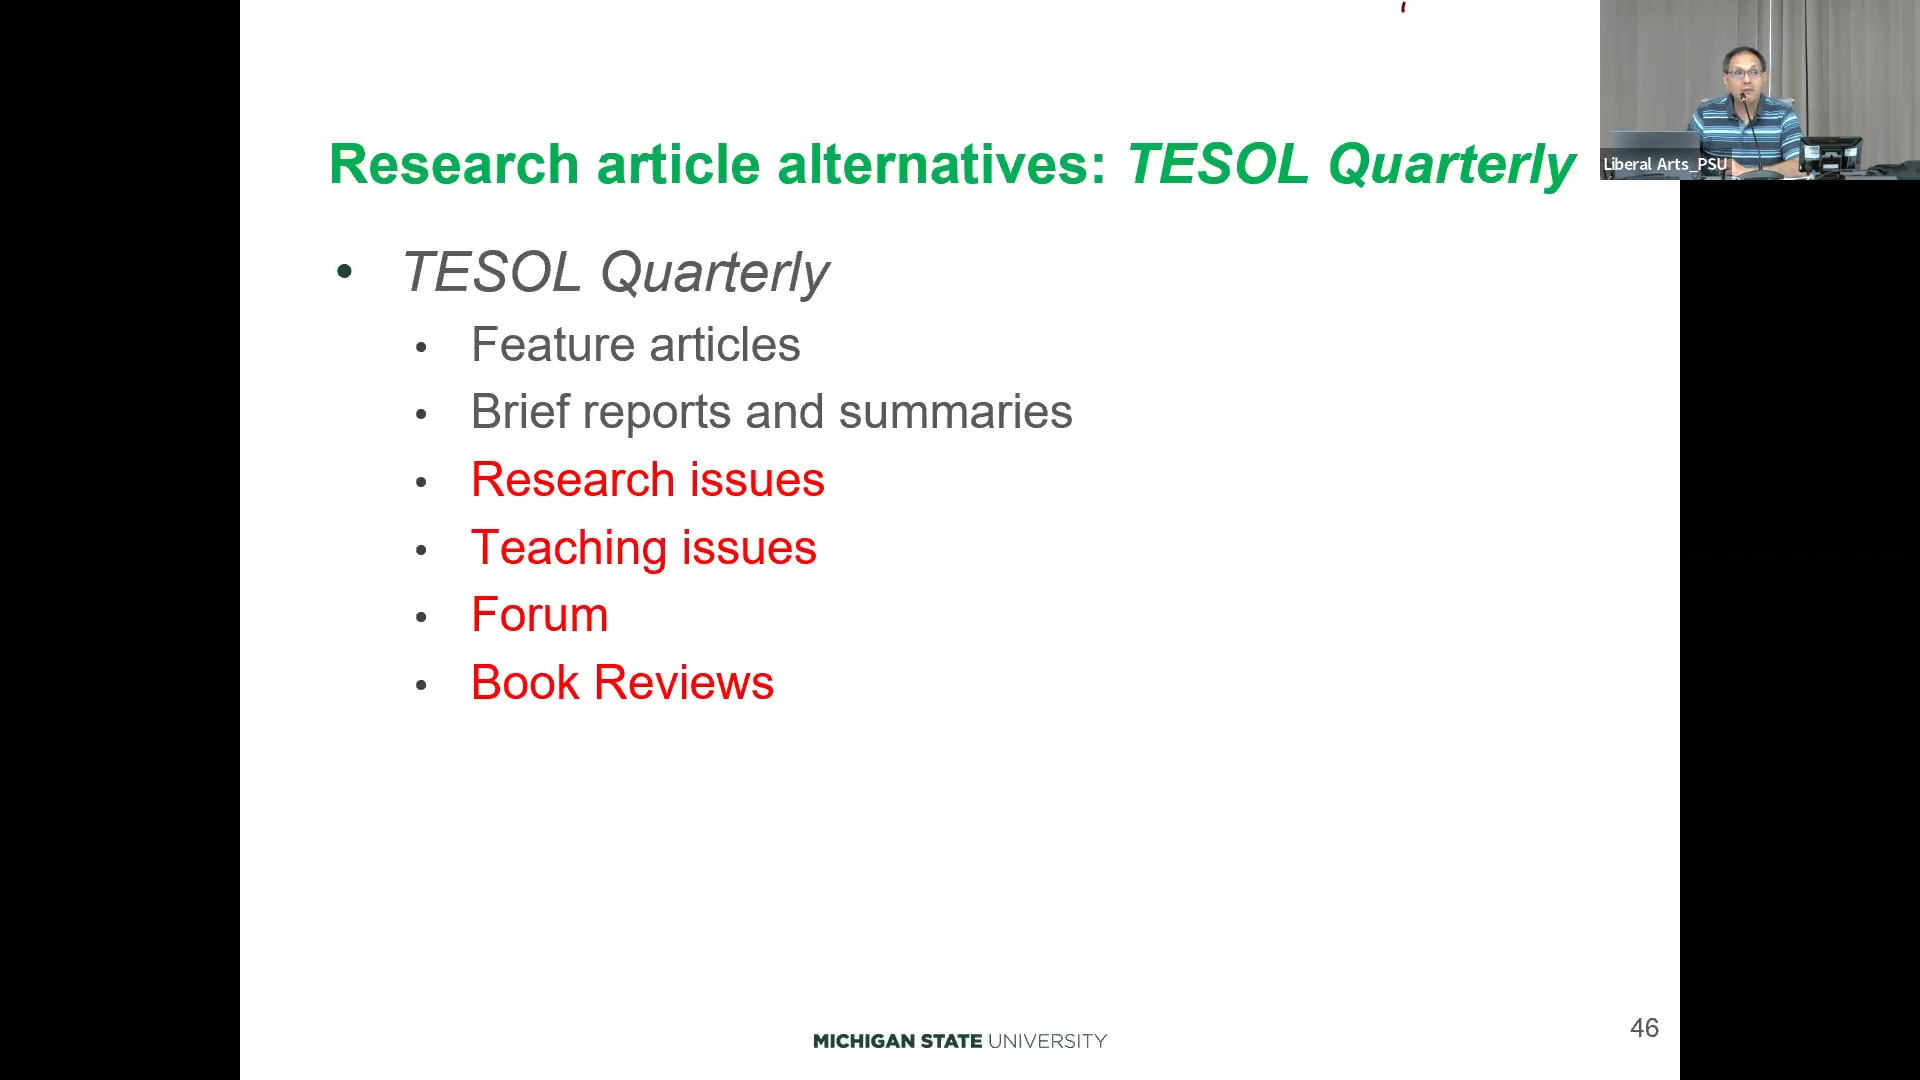 Research article alternatives: TESOL Quarterly
Liberal Arts_PSU
• TESOL Quarterly
• Feature articles
• Brief reports and summaries
• Research issues
• Teaching issues
• Forum
• Book Reviews
MICHIGAN STATE UNIVERSITY
46